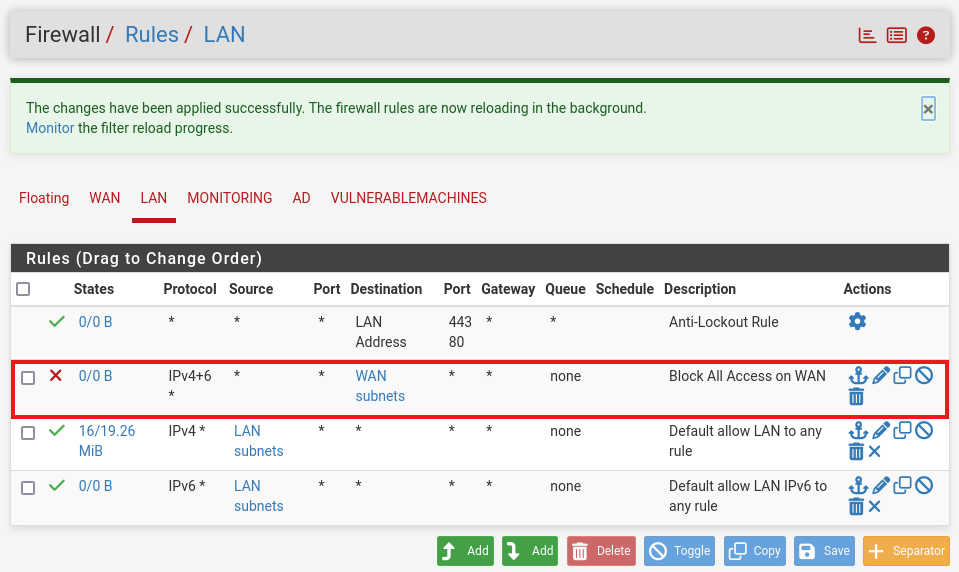 Firewall / Rules / LAN
The changes have been applied successfully. The firewall rules are now reloading in the background.
Monitor the filter reload progress.
Floating WAN LAN MONITORING AD VULNERABLEMACHINES
Rules (Drag to Change Order)
States Protocol Source Port Destination Port Gateway Queue Schedule Description Actions
0/0 B * * * LAN 443 * * Anti-Lockout Rule
Address 80
0/0 B IPv4+6 * * WAN * * none Block All Access on WAN
* subnets
16/19.26 IPv4 * LAN * * * * none Default allow LAN to any
MiB subnets rule
0/0 B IPv6 * LAN * * * * none Default allow LAN IPv6 to
subnets any rule
Add Add Delete Toggle Copy Save Separator